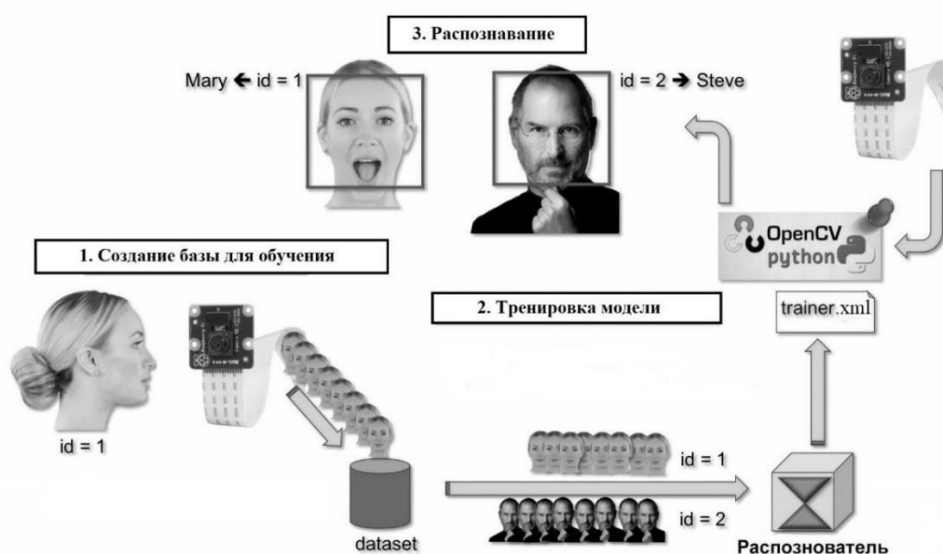 3. Распознавание
Mary ← id = 1
id = 2 → Steve
1. Создание базы для обучения
OpenCV
python
2. Тренировка модели
trainer.xml
id = 1
id = 1
id = 2
dataset
Распознователь